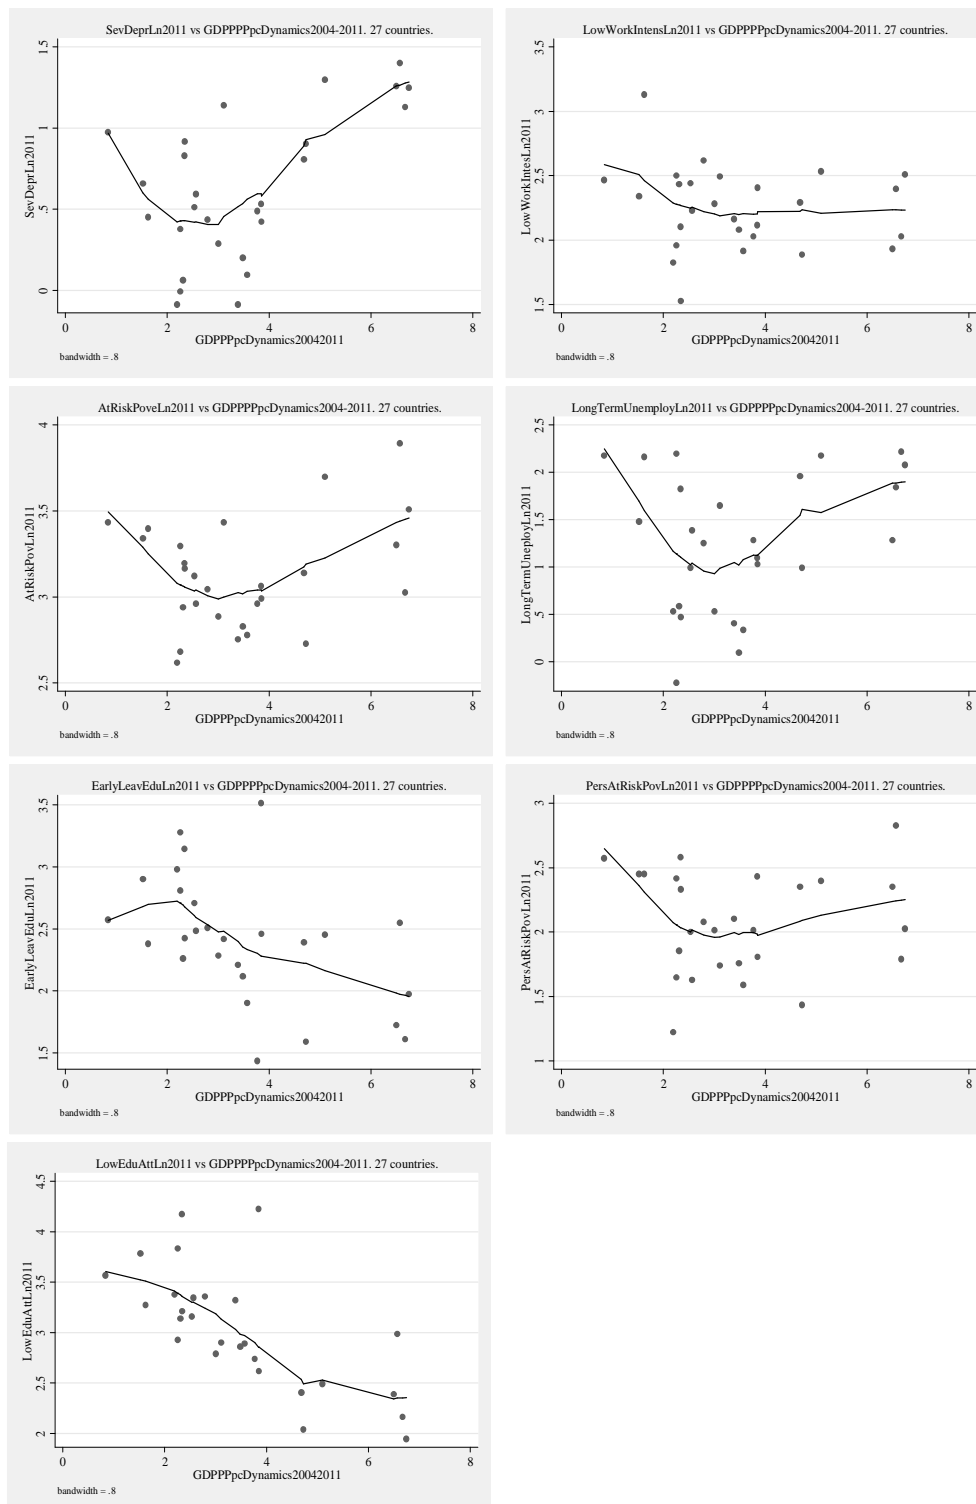 SevDeprLn2011 vs GDPPPPpcDynamics2004-2011. 27 countries.
SevDeprLn2011
1.5
1
.5
0
0 2 4 6 8
GDPPPpcDynamics20042011
bandwidth = .8
LowWorkIntensLn2011 vs GDPPPPpcDynamics2004-2011. 27 countries.
LowWorkIntesLn2011
3.5
3
2.5
2
1.5
0 2 4 6 8
GDPPPpcDynamics20042011
bandwidth = .8
AtRiskPoveLn2011 vs GDPPPPpcDynamics2004-2011. 27 countries.
AtRiskPovLn2011
4
3.5
3
2.5
0 2 4 6 8
GDPPPpcDynamics20042011
bandwidth = .8
LongTermUnemployLn2011 vs GDPPPPpcDynamics2004-2011. 27 countries.
LongTermUneployLn2011
2.5
2
1.5
1
.5
0
0 2 4 6 8
GDPPPpcDynamics20042011
bandwidth = .8
EarlyLeavEduLn2011 vs GDPPPPpcDynamics2004-2011. 27 countries.
EarlyLeavEduLn2011
3.5
3
2.5
2
1.5
0 2 4 6 8
GDPPPpcDynamics20042011
bandwidth = .8
PersAtRiskPovLn2011 vs GDPPPPpcDynamics2004-2011. 27 countries.
PersAtRiskPovLn2011
3
2.5
2
1.5
1
0 2 4 6 8
GDPPPpcDynamics20042011
bandwidth = .8
LowEduAttLn2011 vs GDPPPPpcDynamics2004-2011. 27 countries.
LowEduAttLn2011
4.5
4
3.5
3
2.5
2
0 2 4 6 8
GDPPPpcDynamics20042011
bandwidth = .8